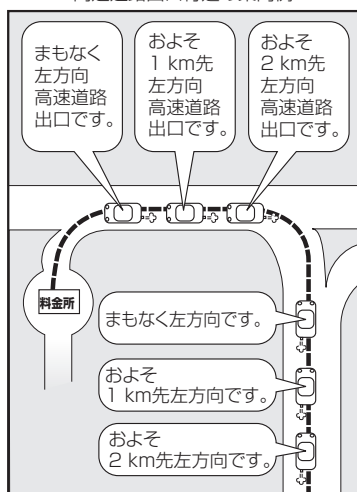 まもなく
左方向
高速道路
出口です。
およそ
1 km先
左方向
高速道路
出口です。
およそ
2 km先
左方向
高速道路
出口です。
料金所
まもなく左方向です。
およそ
1 km先左方向です。
およそ
2 km先左方向です。